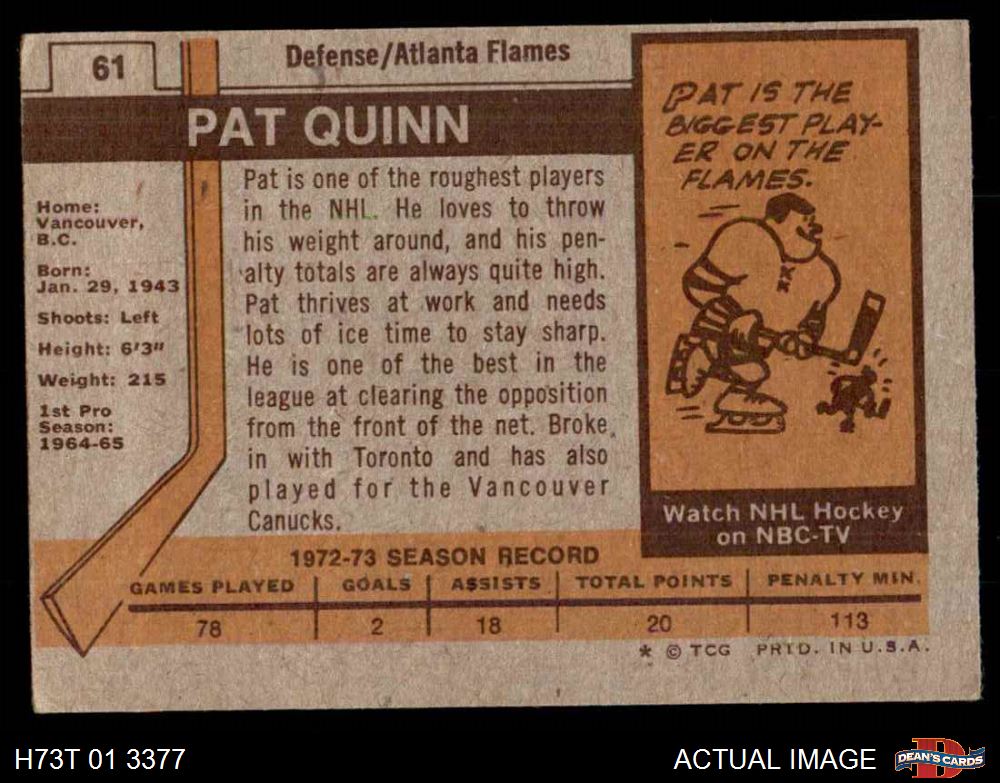 61
Defense/Atlanta Flames
PAT QUINN
Home:
Vancouver,
B.C.
Born:
Jan. 29, 1943
Shoots: Left
Height: 6'3"
Weight: 215
1st Pro
Season:
1964-65
Pat is one of the roughest players
in the NHL. He loves to throw
his weight around, and his pen-
alty totals are always quite high.
Pat thrives at work and needs
lots of ice time to stay sharp.
He is one of the best in the
league at clearing the opposition
from the front of the net. Broke
in with Toronto and has also
played for the Vancouver
Canucks.
PAT IS THE
BIGGEST PLAY-
ER ON THE
FLAMES.
Watch NHL Hockey
on NBC-TV
1972-73 SEASON RECORD
GAMES PLAYED GOALS ASSISTS TOTAL POINTS PENALTY MIN.
78 2 18 20 113
* © TCG PRTD. IN U.S.A.
H73T 01 3377
ACTUAL IMAGE
D
DEAN'S CARDS